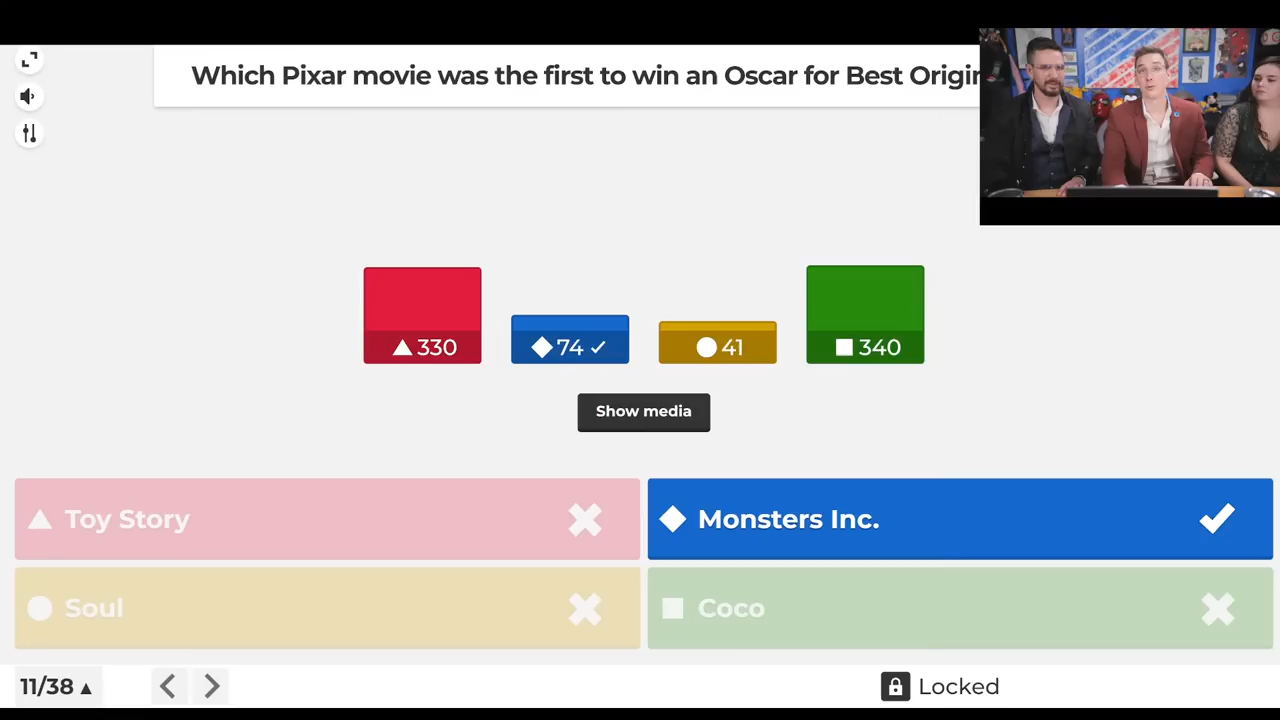 Which Pixar movie was the first to win an Oscar for Best Origin
330
74
41
340
Show media
Toy Story
Monsters Inc.
Soul
Coco
11/38
Locked